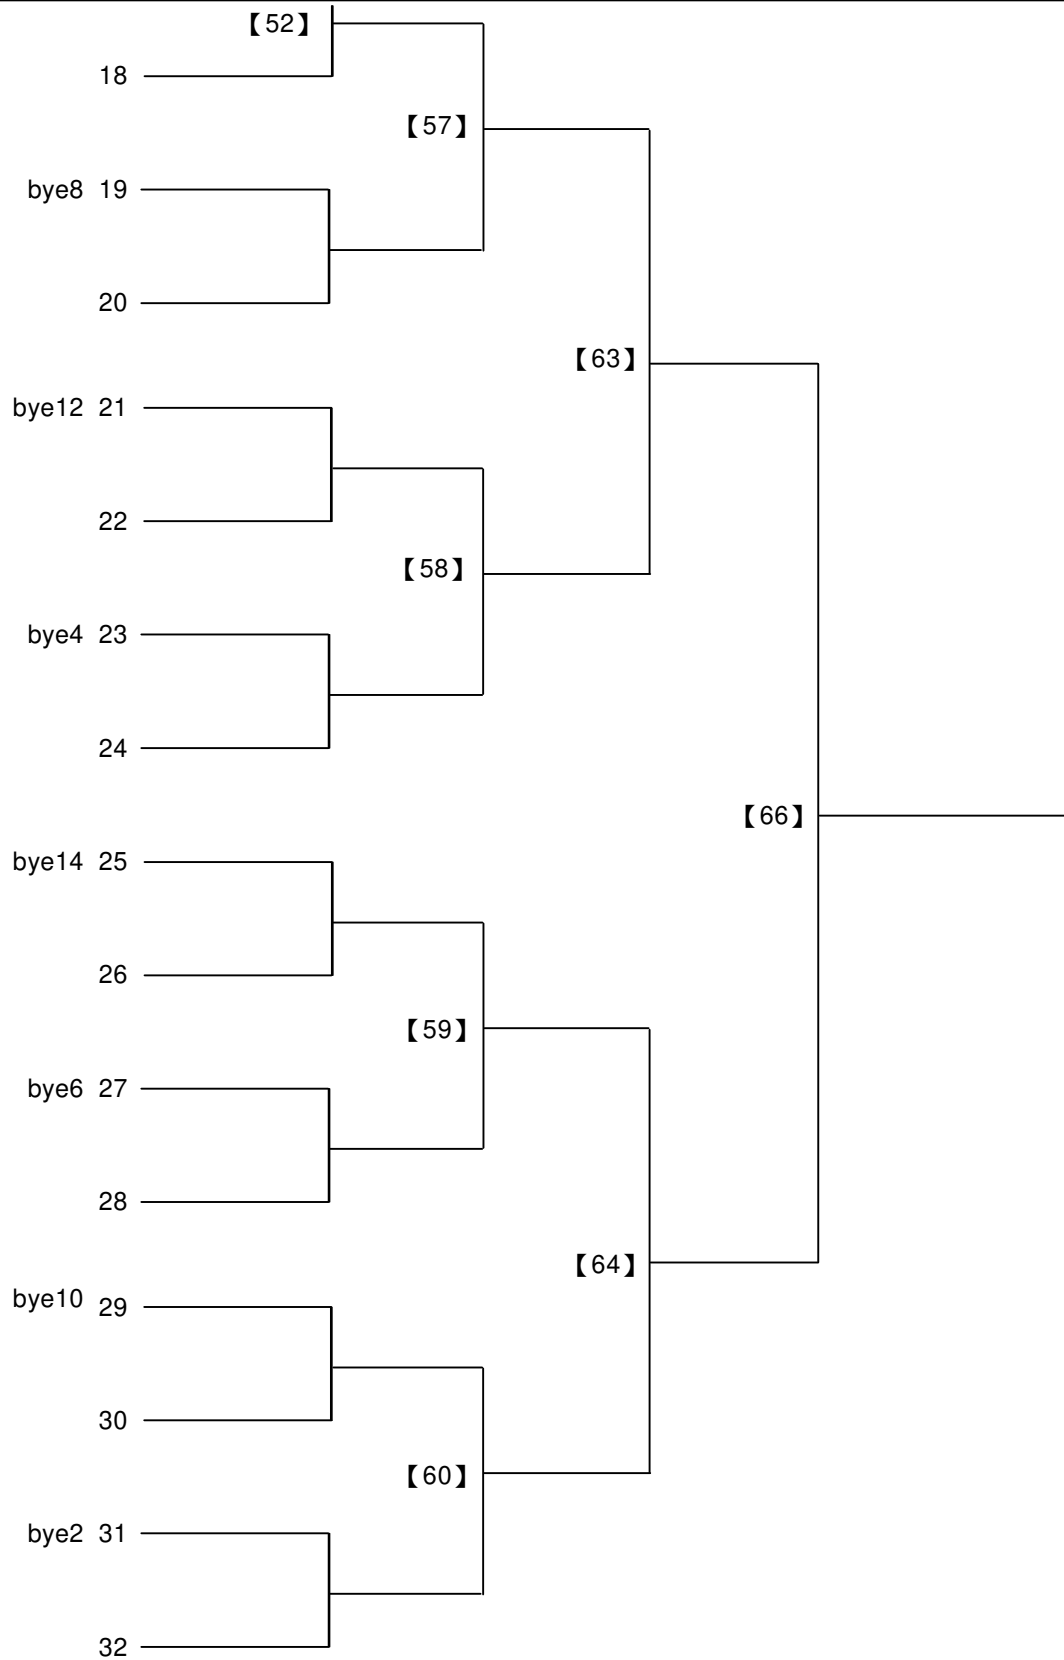 【52】
18
【57】
bye8 19
20
【63】
bye12 21
22
【58】
bye4 23
24
【66】
bye14 25
26
【59】
bye6 27
28
【64】
bye10 29
30
【60】
bye2 31
32